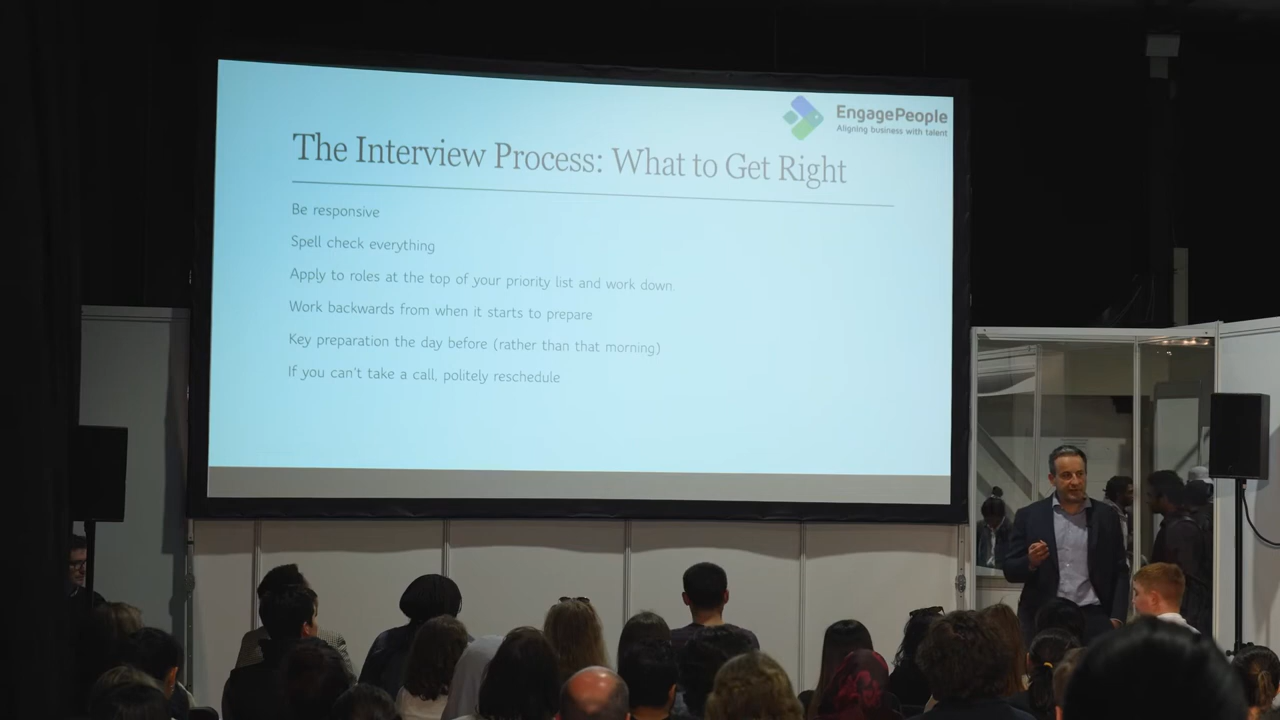 EngagePeople
Aligning business with talent
The Interview Process: What to Get Right
Be responsive
Spell check everything
Apply to roles at the top of your priority list and work down.
Work backwards from when it starts to prepare
Key preparation the day before (rather than that morning)
If you can't take a call, politely reschedule